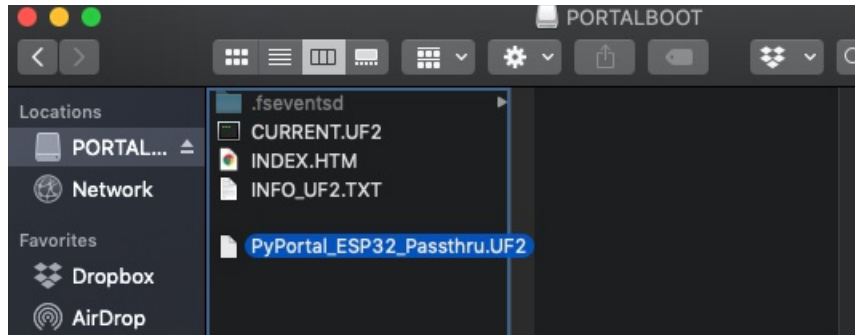 PORTALBOOT
Locations
PORTAL...
Network
Favorites
Dropbox
AirDrop
.fseventsd
CURRENT.UF2
INDEX.HTM
INFO_UF2.TXT
PyPortal_ESP32_Passthru.UF2